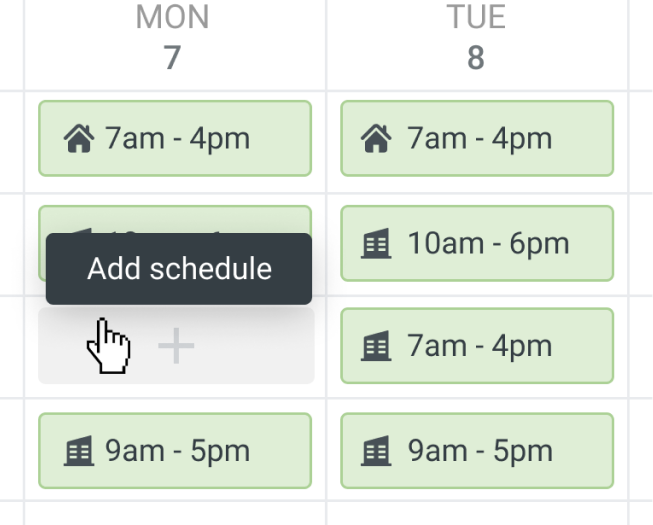 MON
TUE
7
8
7am - 4pm
7am - 4pm
10am - 6pm
Add schedule
7am - 4pm
9am - 5pm
9am - 5pm